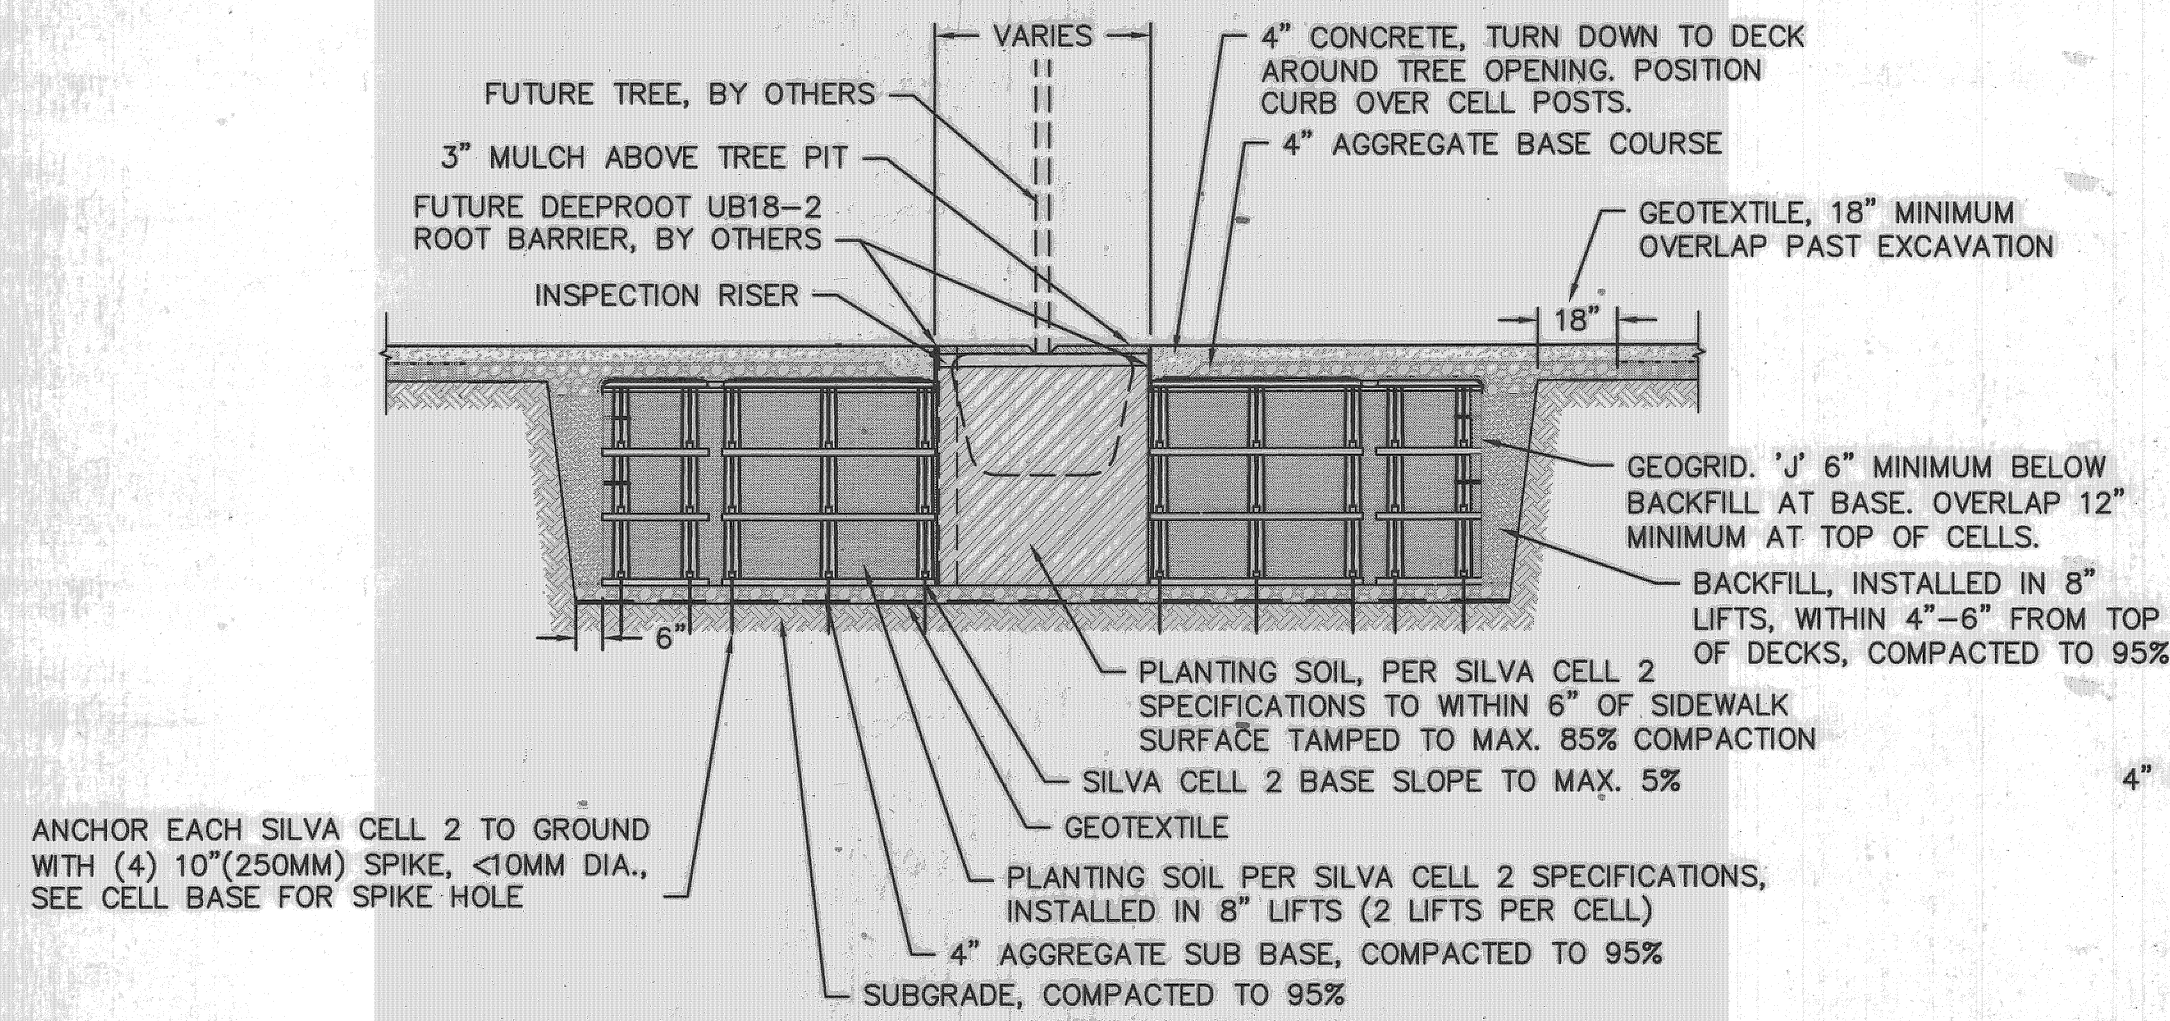 VARIES
FUTURE TREE, BY OTHERS
3" MULCH ABOVE TREE PIT
FUTURE DEEPROOT UB18-2
ROOT BARRIER, BY OTHERS
INSPECTION RISER
4" CONCRETE, TURN DOWN TO DECK
AROUND TREE OPENING. POSITION
CURB OVER CELL POSTS.
4" AGGREGATE BASE COURSE
GEOTEXTILE, 18" MINIMUM
OVERLAP PAST EXCAVATION
18"
GEOGRID. 'J' 6" MINIMUM BELOW
BACKFILL AT BASE. OVERLAP 12"
MINIMUM AT TOP OF CELLS.
BACKFILL, INSTALLED IN 8"
LIFTS, WITHIN 4"-6" FROM TOP
OF DECKS, COMPACTED TO 95%
6"
PLANTING SOIL, PER SILVA CELL 2
SPECIFICATIONS TO WITHIN 6" OF SIDEWALK
SURFACE TAMPED TO MAX. 85% COMPACTION
SILVA CELL 2 BASE SLOPE TO MAX. 5%
4"
GEOTEXTILE
ANCHOR EACH SILVA CELL 2 TO GROUND
WITH (4) 10"(250MM) SPIKE, <10MM DIA.,
SEE CELL BASE FOR SPIKE HOLE
PLANTING SOIL PER SILVA CELL 2 SPECIFICATIONS,
INSTALLED IN 8" LIFTS (2 LIFTS PER CELL)
4" AGGREGATE SUB BASE, COMPACTED TO 95%
SUBGRADE, COMPACTED TO 95%